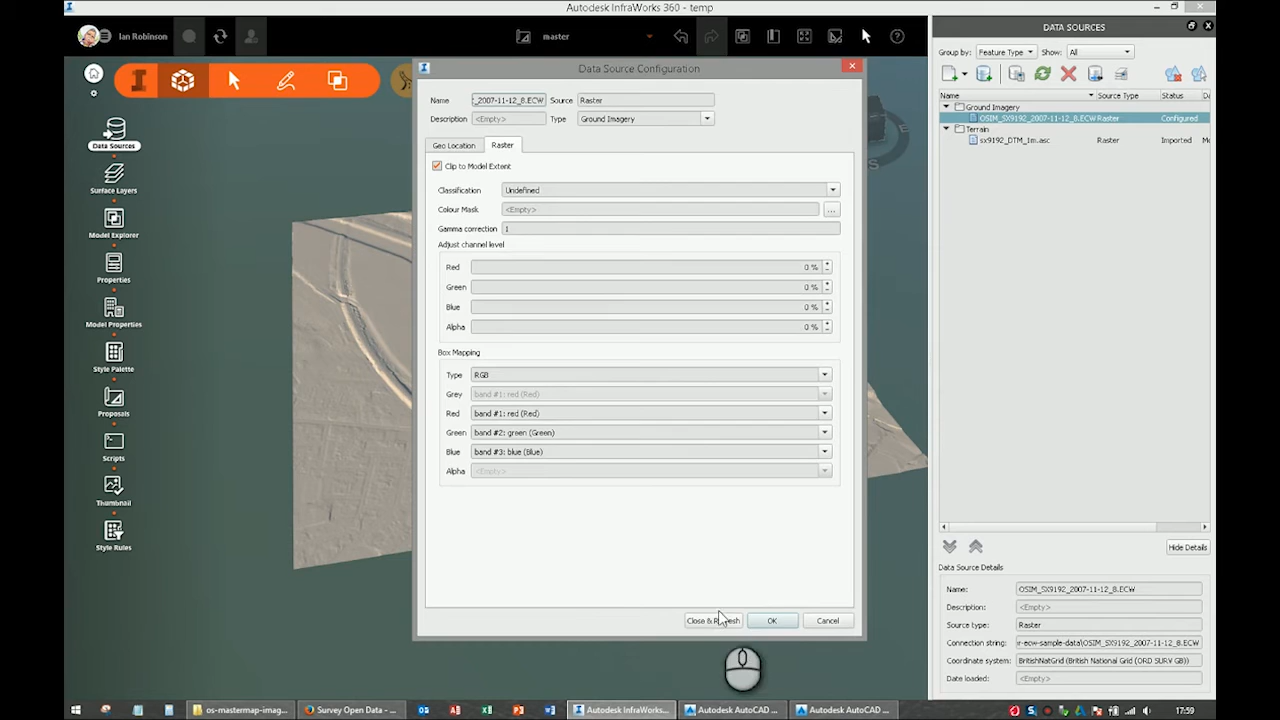 Autodesk InfraWorks 360 - temp
Ian Robinson
master
DATA SOURCES
Group by: Feature Type Show: All
Name Source Type Status
Ground Imagery
OSIM_SX9192_2007-11-12_8.ECW Raster Configured
Terrain
sx9192_DTM_1m.asc Raster Imported
Data Sources
Surface Layers
Model Explorer
Properties
Model Properties
Style Palette
Proposals
Scripts
Thumbnail
Style Rules
Data Source Configuration
Name _2007-11-12_8.ECW Source Raster
Description <Empty> Type Ground Imagery
Geo Location Raster
Clip to Model Extent
Classification Undefined
Colour Mask <Empty> ...
Gamma correction 1
Adjust channel level
Red 0 %
Green 0 %
Blue 0 %
Alpha 0 %
Box Mapping
Type RGB
Grey band #1: red (Red)
Red band #1: red (Red)
Green band #2: green (Green)
Blue band #3: blue (Blue)
Alpha <Empty>
Close & Refresh OK Cancel
S
Hide Details
Data Source Details
Name: OSIM_SX9192_2007-11-12_8.ECW
Description: <Empty>
Source type: Raster
Connection string: r-ecw-sample-data\OSIM_SX9192_2007-11-12_8.ECW
Coordinate system: BritishNatGrid (British National Grid (ORD SURV GB))
Date loaded: <Empty>
os-mastermap-imag... Survey Open Data - ... Autodesk InfraWorks... Autodesk AutoCAD ... Autodesk AutoCAD ... 17:59